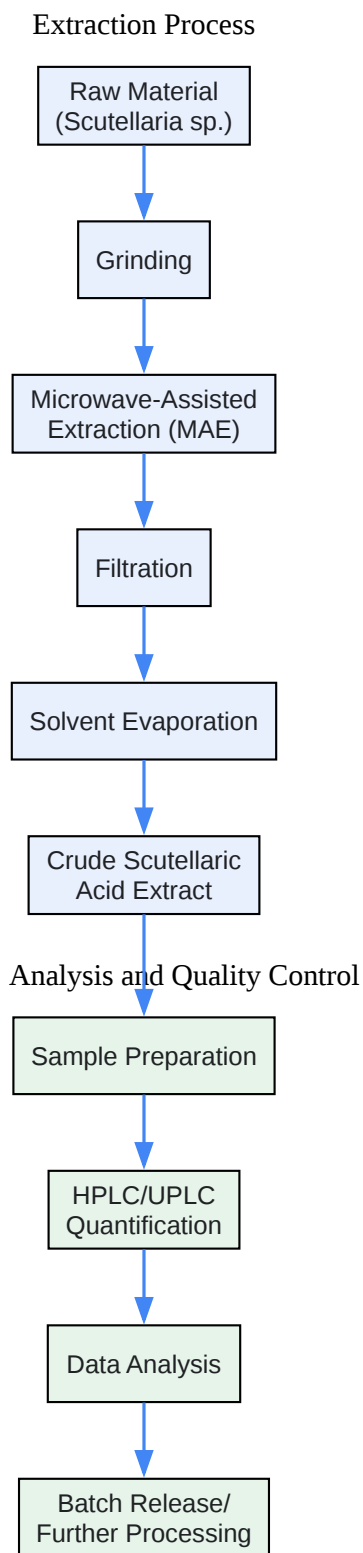 Extraction Process
Raw Material
(Scutellaria sp.)
Grinding
Microwave-Assisted
Extraction (MAE)
Filtration
Solvent Evaporation
Crude Scutellaric
Acid Extract
Analysis and Quality Control
Sample Preparation
HPLC/UPLC
Quantification
Data Analysis
Batch Release/
Further Processing